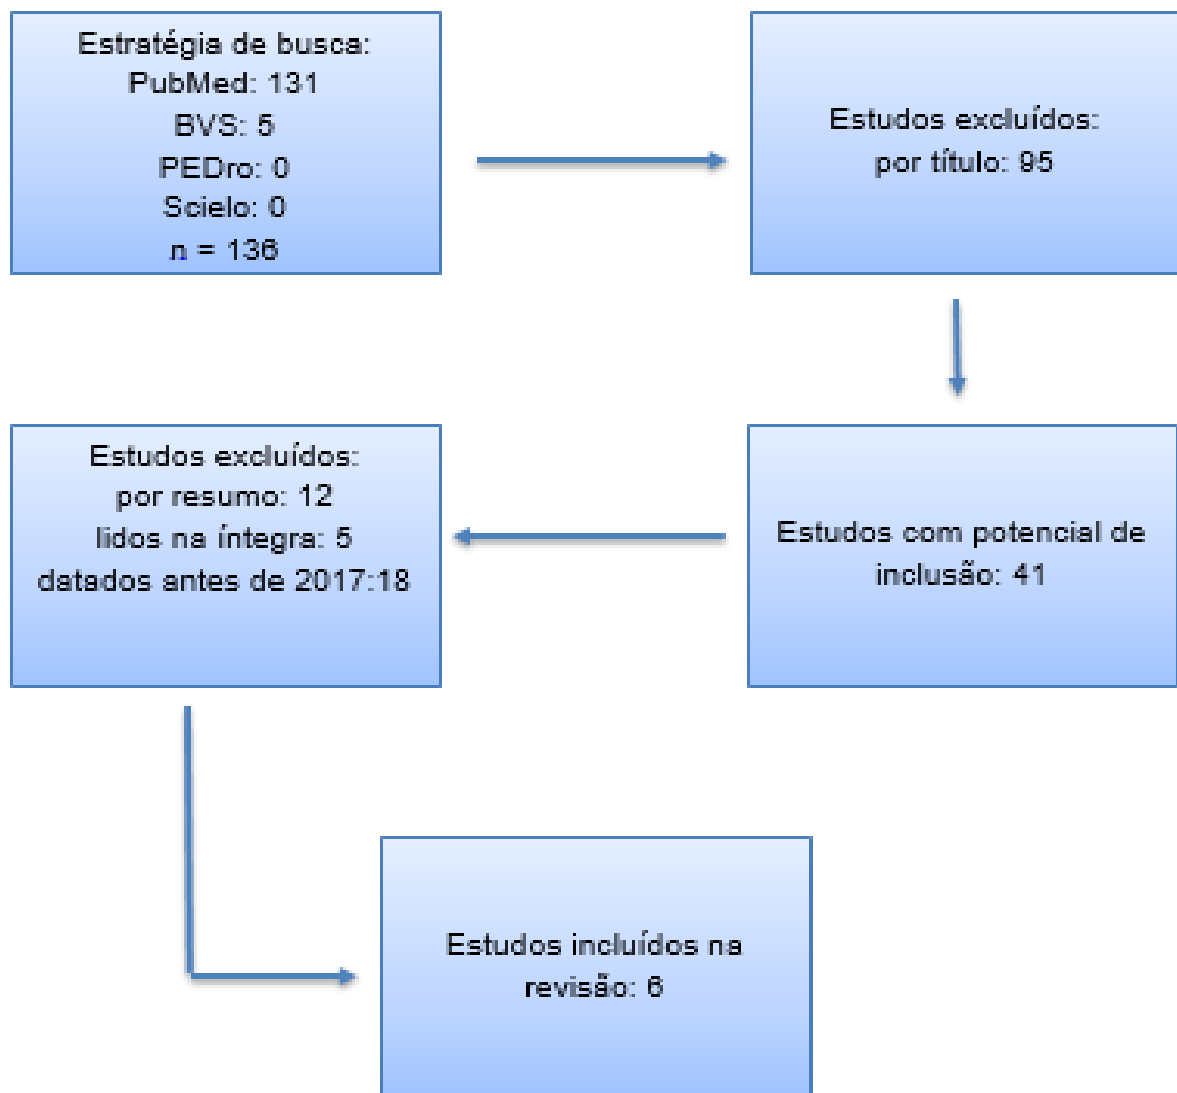 Estratégia de busca:
PubMed: 131
BVS: 5
PEDro: 0
Scielo: 0
n = 136
Estudos excluídos:
por título: 95
Estudos com potencial de
inclusão: 41
Estudos excluídos:
por resumo: 12
lidos na íntegra: 5
datados antes de 2017:18
Estudos incluídos na
revisão: 6